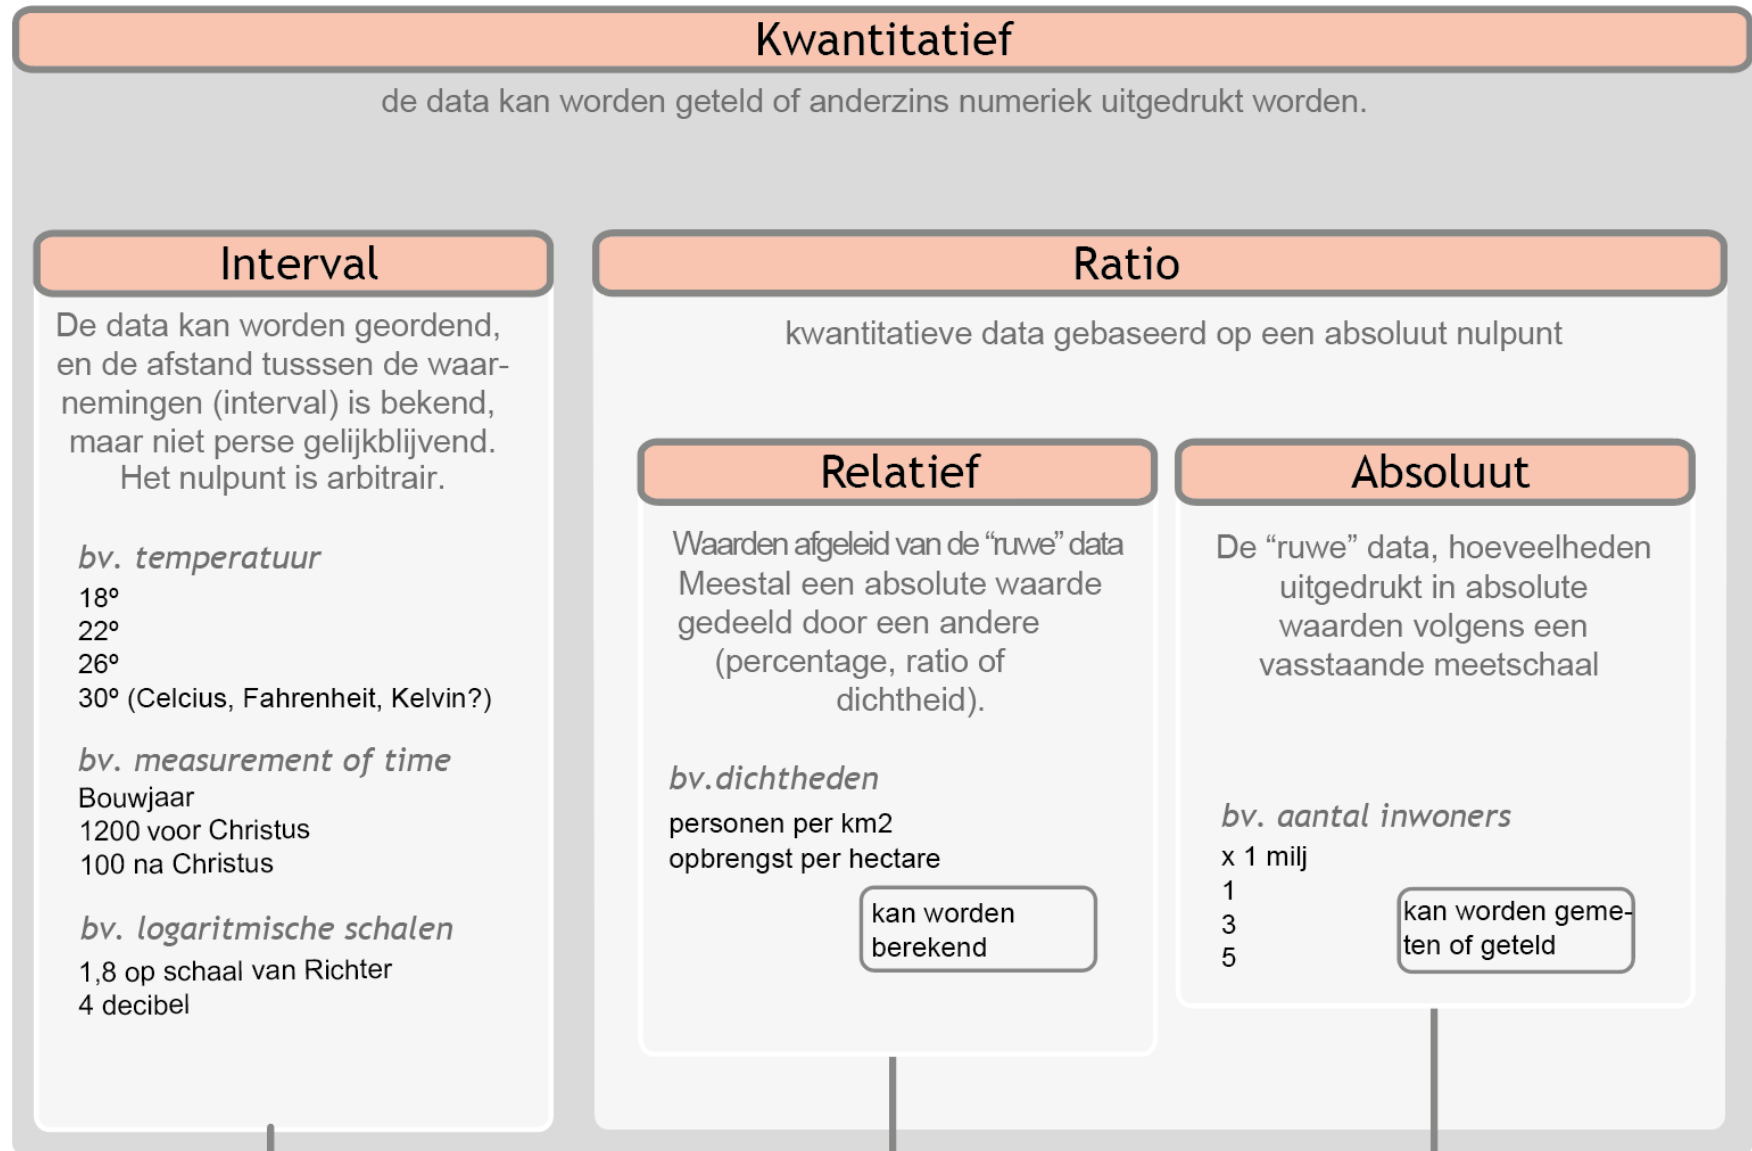 Kwantitatief
de data kan worden geteld of anderzins numeriek uitgedrukt worden.
Interval
De data kan worden geordend,
en de afstand tusssen de waar-
nemingen (interval) is bekend,
maar niet perse gelijkblijvend.
Het nulpunt is arbitrair.
bv. temperatuur
18º
22º
26º
30º (Celcius, Fahrenheit, Kelvin?)
bv. measurement of time
Bouwjaar
1200 voor Christus
100 na Christus
bv. logaritmische schalen
1,8 op schaal van Richter
4 decibel
Ratio
kwantitatieve data gebaseerd op een absoluut nulpunt
Relatief
Waarden afgeleid van de “ruwe” data
Meestal een absolute waarde
gedeeld door een andere
(percentage, ratio of
dichtheid).
bv.dichtheden
personen per km2
opbrengst per hectare
kan worden
berekend
Absoluut
De “ruwe” data, hoeveelheden
uitgedrukt in absolute
waarden volgens een
vasstaande meetschaal
bv. aantal inwoners
x 1 milj
1
3
5
kan worden geme-
ten of geteld